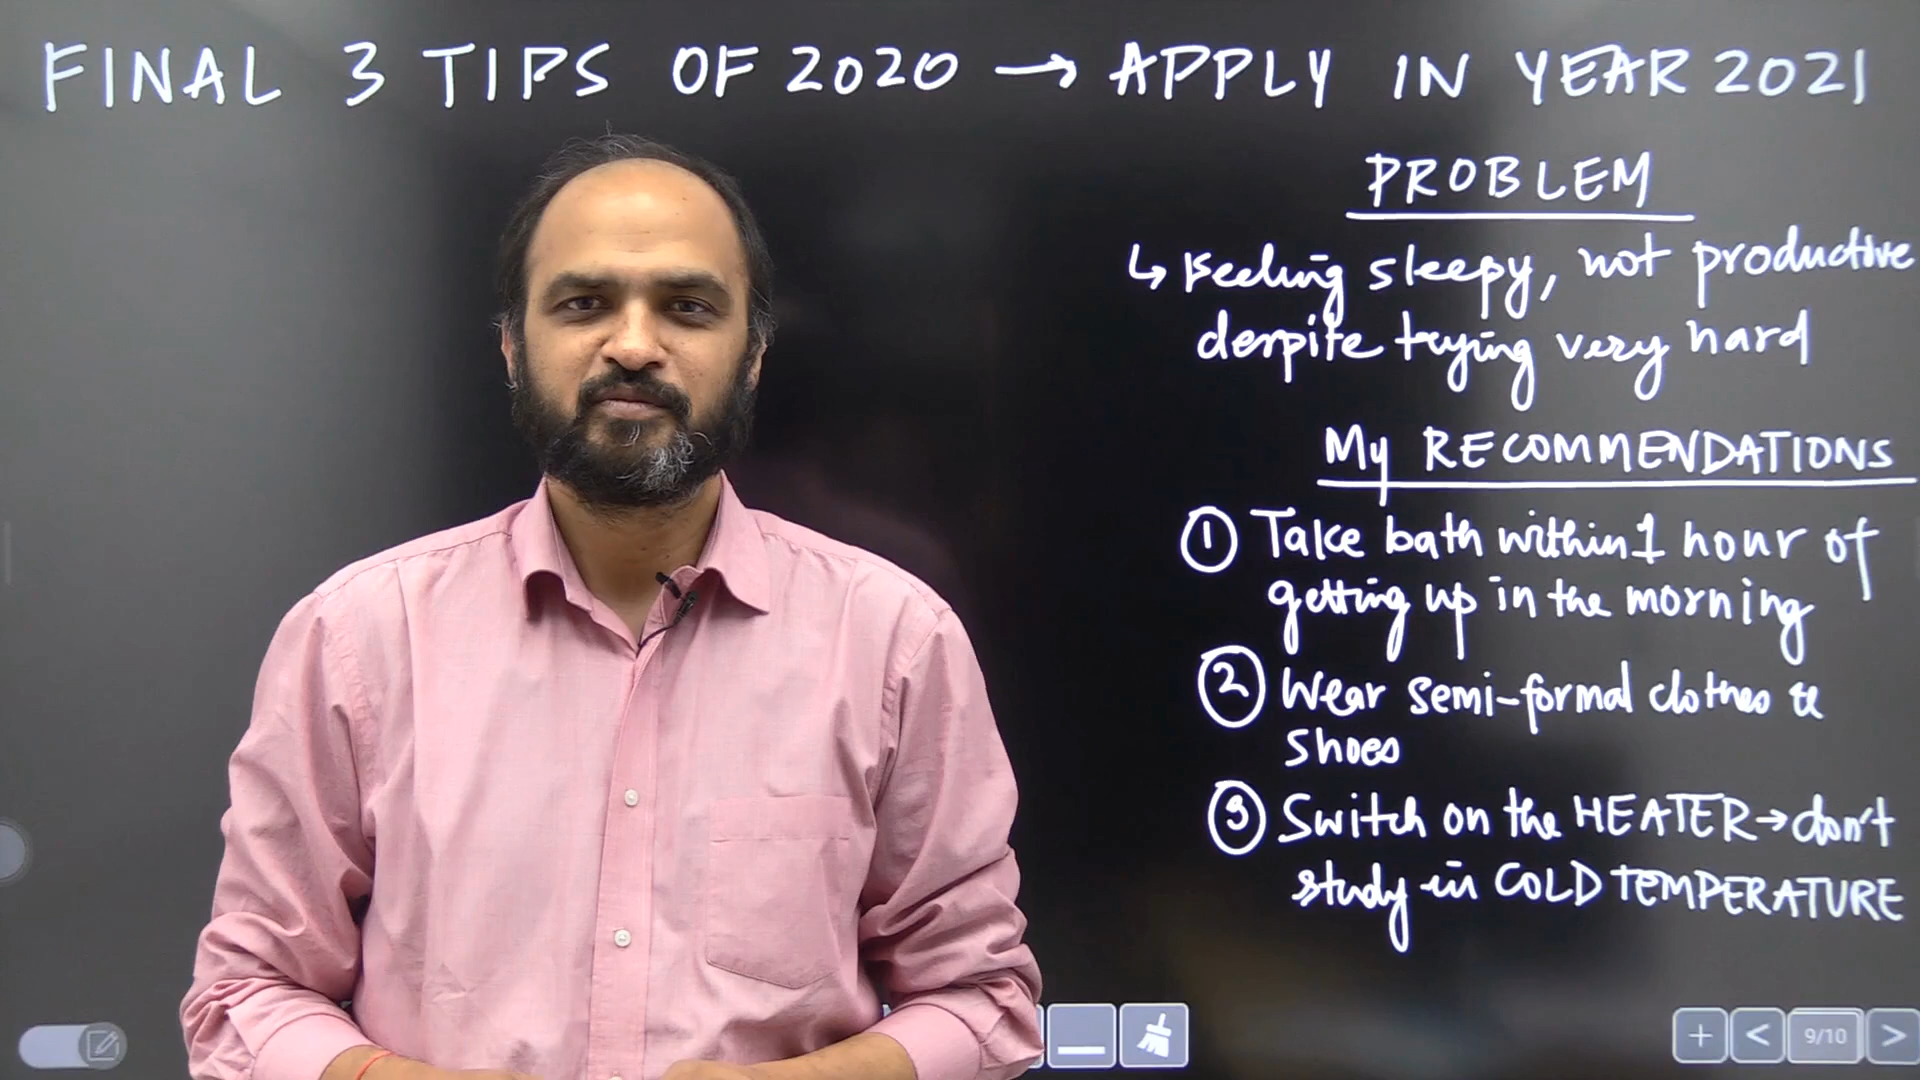 FINAL 3 TIPS OF 2020 → APPLY IN YEAR 2021
PROBLEM
↳ Feeling sleepy, not productive
despite trying very hard
My RECOMMENDATIONS
① Take bath within 1 hour of
getting up in the morning
② Wear semi-formal clothes &
shoes
③ Switch on the HEATER → don't
study in COLD TEMPERATURE
+ < 9/10 >